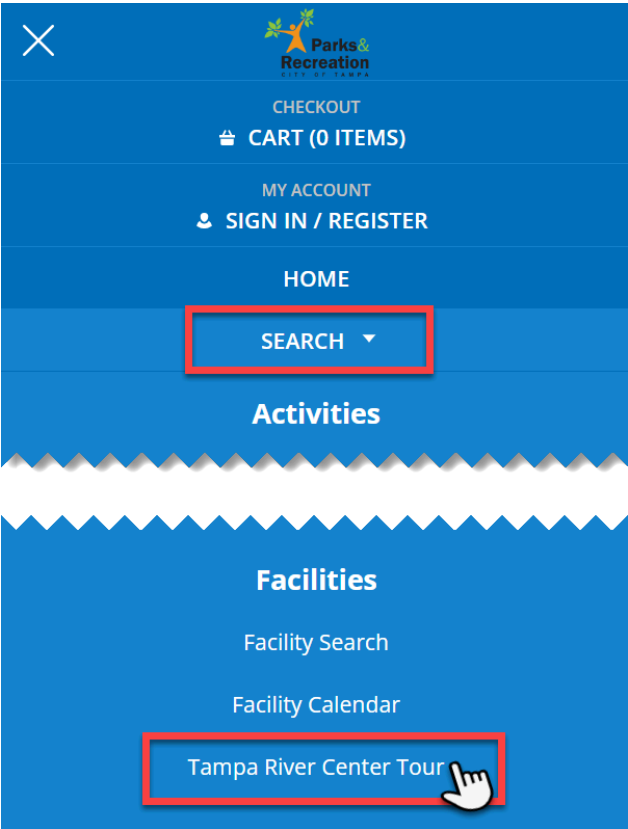 Parks&
Recreation
CITY OF TAMPA
CHECKOUT
CART (0 ITEMS)
MY ACCOUNT
SIGN IN / REGISTER
HOME
SEARCH
Activities
Facilities
Facility Search
Facility Calendar
Tampa River Center Tour